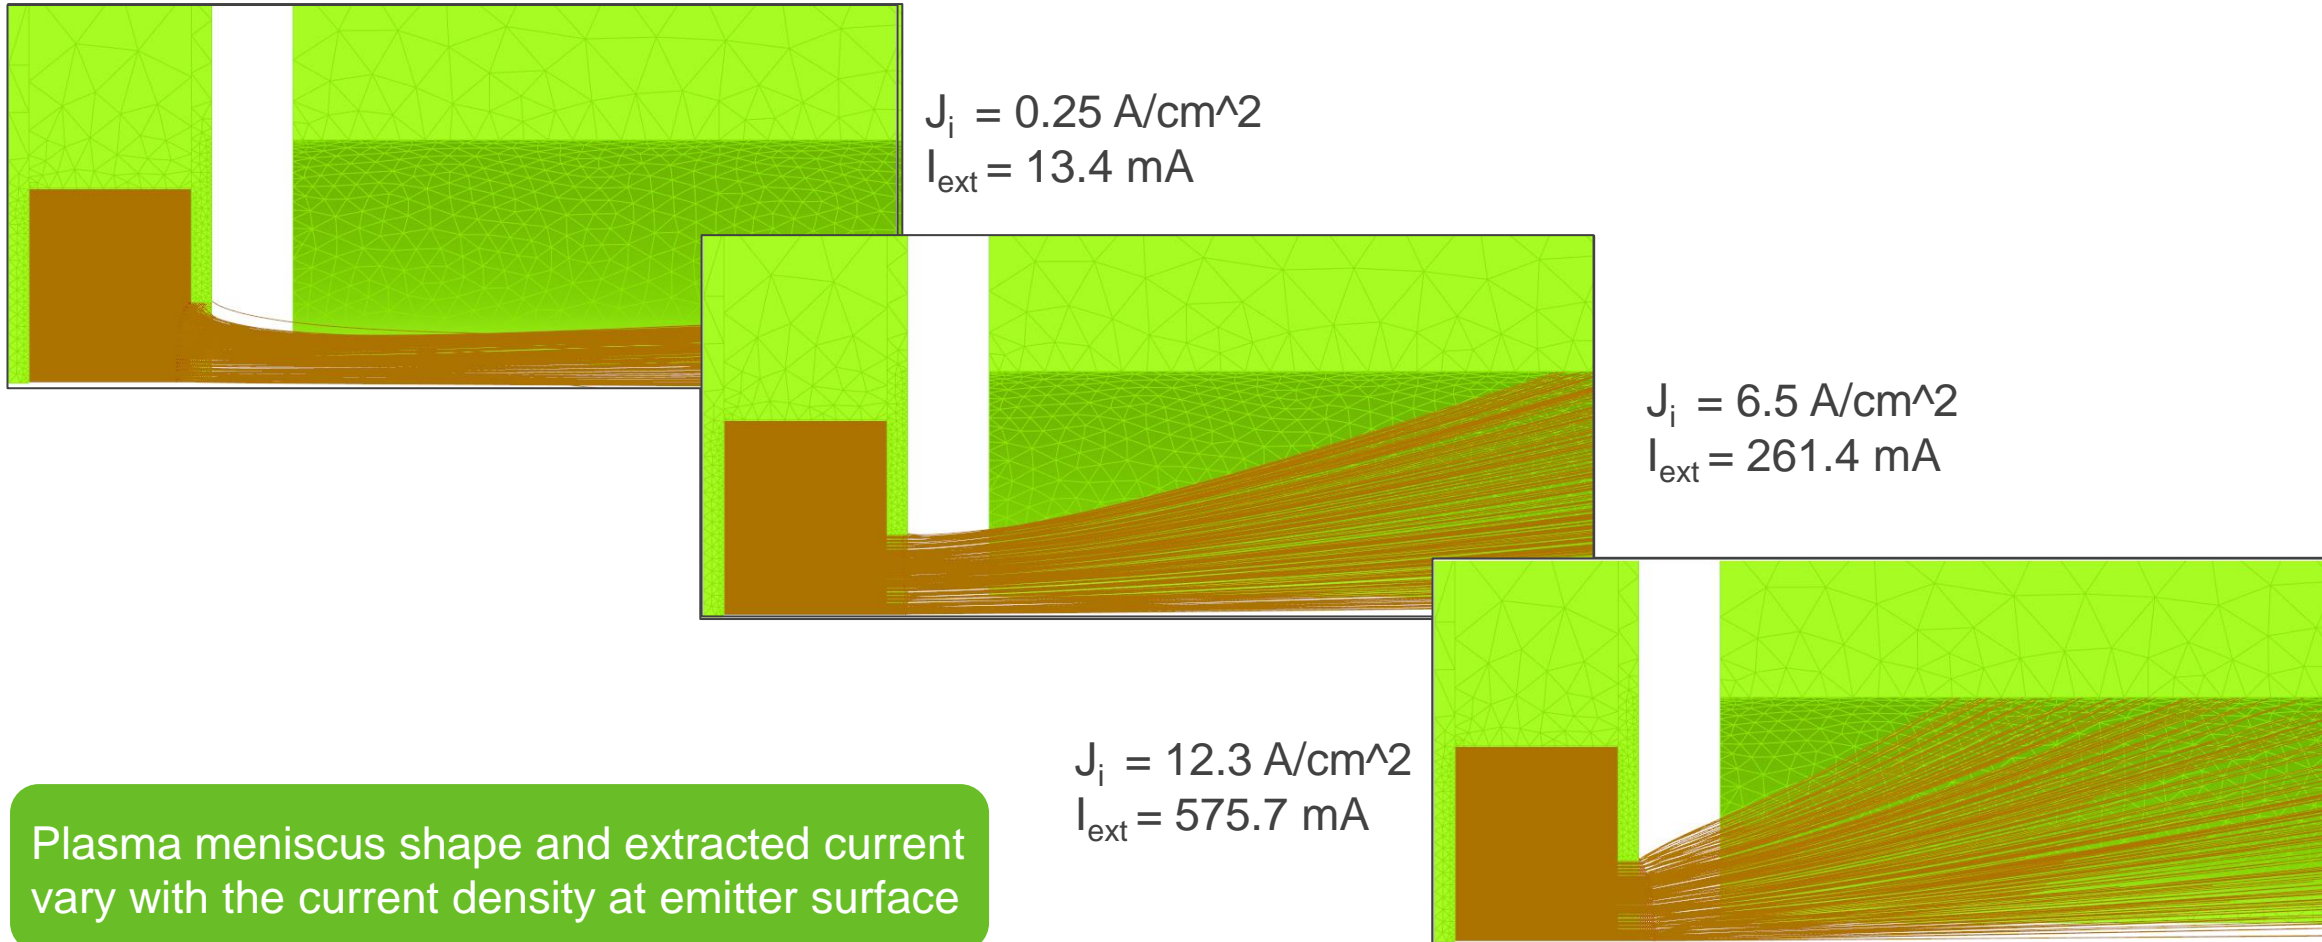 J_i = 0.25 A/cm^2
I_ext = 13.4 mA
J_i = 6.5 A/cm^2
I_ext = 261.4 mA
J_i = 12.3 A/cm^2
I_ext = 575.7 mA
Plasma meniscus shape and extracted current
vary with the current density at emitter surface